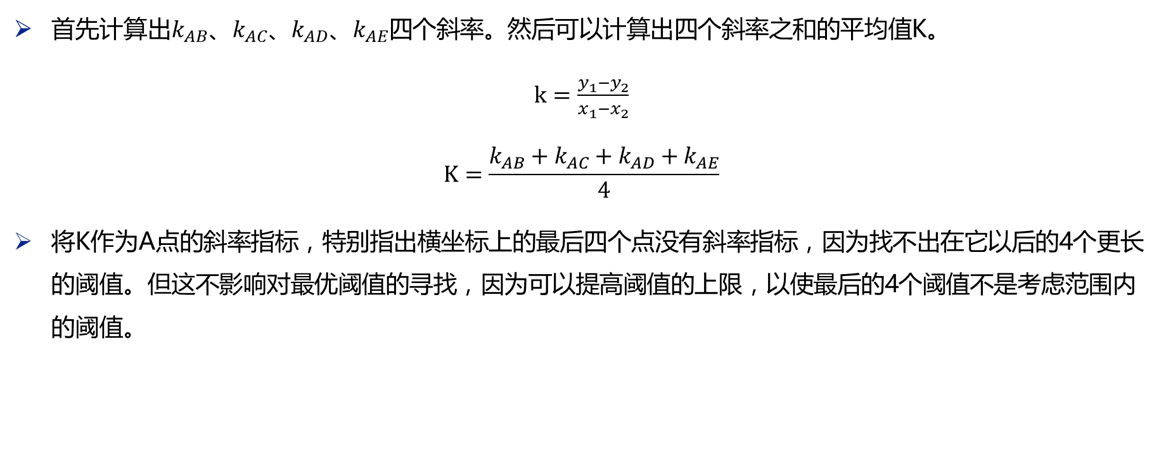 ➢ 首先计算出k_{AB}、k_{AC}、k_{AD}、k_{AE}四个斜率。然后可以计算出四个斜率之和的平均值K。
k = \frac{y_1−y_2}{x_1−x_2}
K = \frac{k_{AB} + k_{AC} + k_{AD} + k_{AE}}{4}
➢ 将K作为A点的斜率指标，特别指出横坐标上的最后四个点没有斜率指标，因为找不出在它以后的4个更长
的阈值。但这不影响对最优阈值的寻找，因为可以提高阈值的上限，以使最后的4个阈值不是考虑范围内
的阈值。